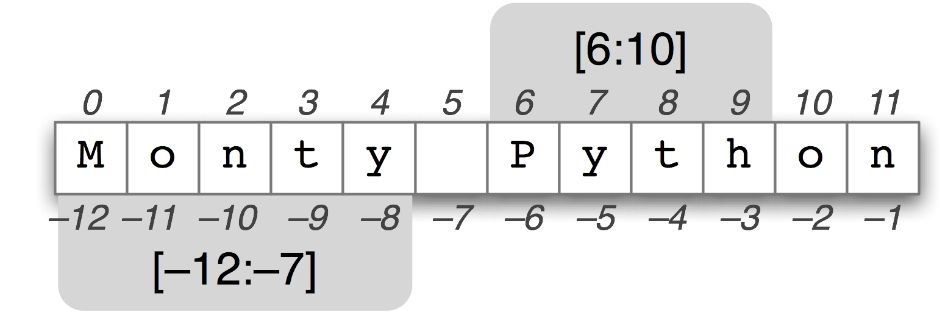 [6:10]
0 1 2 3 4 5 6 7 8 9 10 11
M o n t y P y t h o n
–12 –11 –10 –9 –8 –7 –6 –5 –4 –3 –2 –1
[–12:–7]